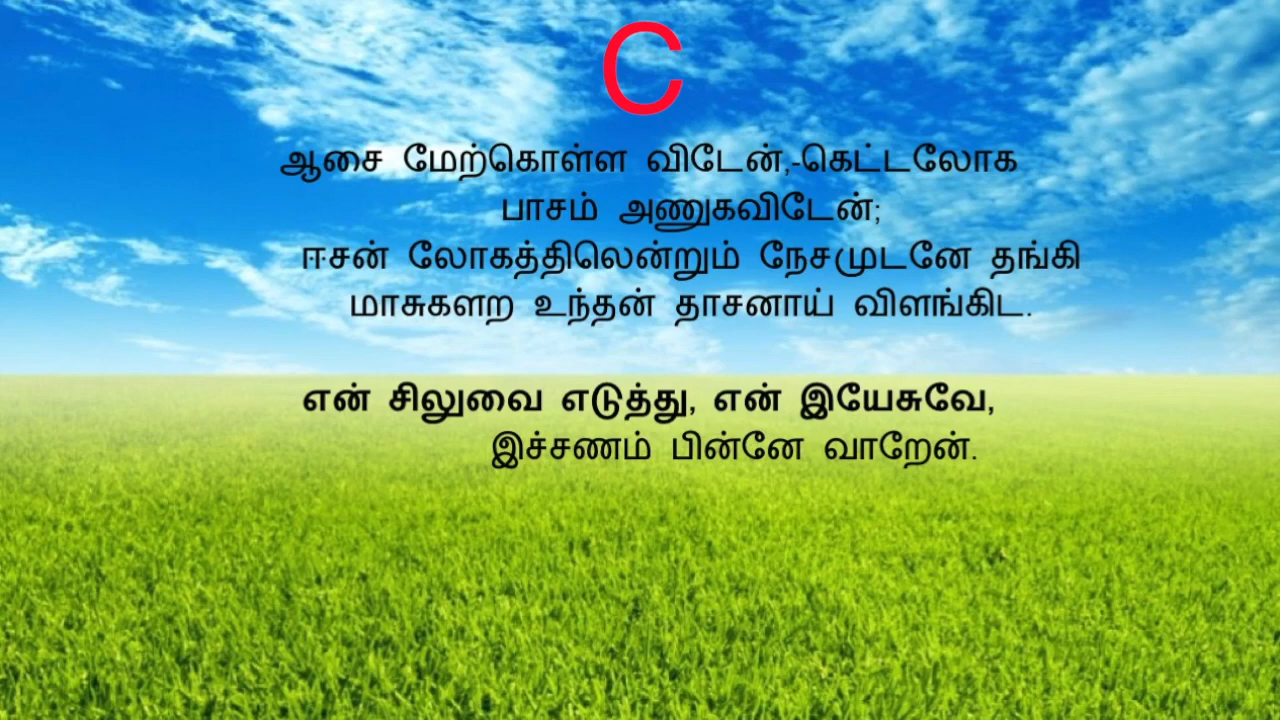 C
ஆசை மேற்கொள்ள விடேன்,-கெட்டலோக
பாசம் அணுகவிடேன்;
ஈசன் லோகத்திலென்றும் நேசமுடனே தங்கி
மாசுகளற உந்தன் தாசனாய் விளங்கிட.
என் சிலுவை எடுத்து, என் இயேசுவே,
இச்சணம் பின்னே வாறேன்.